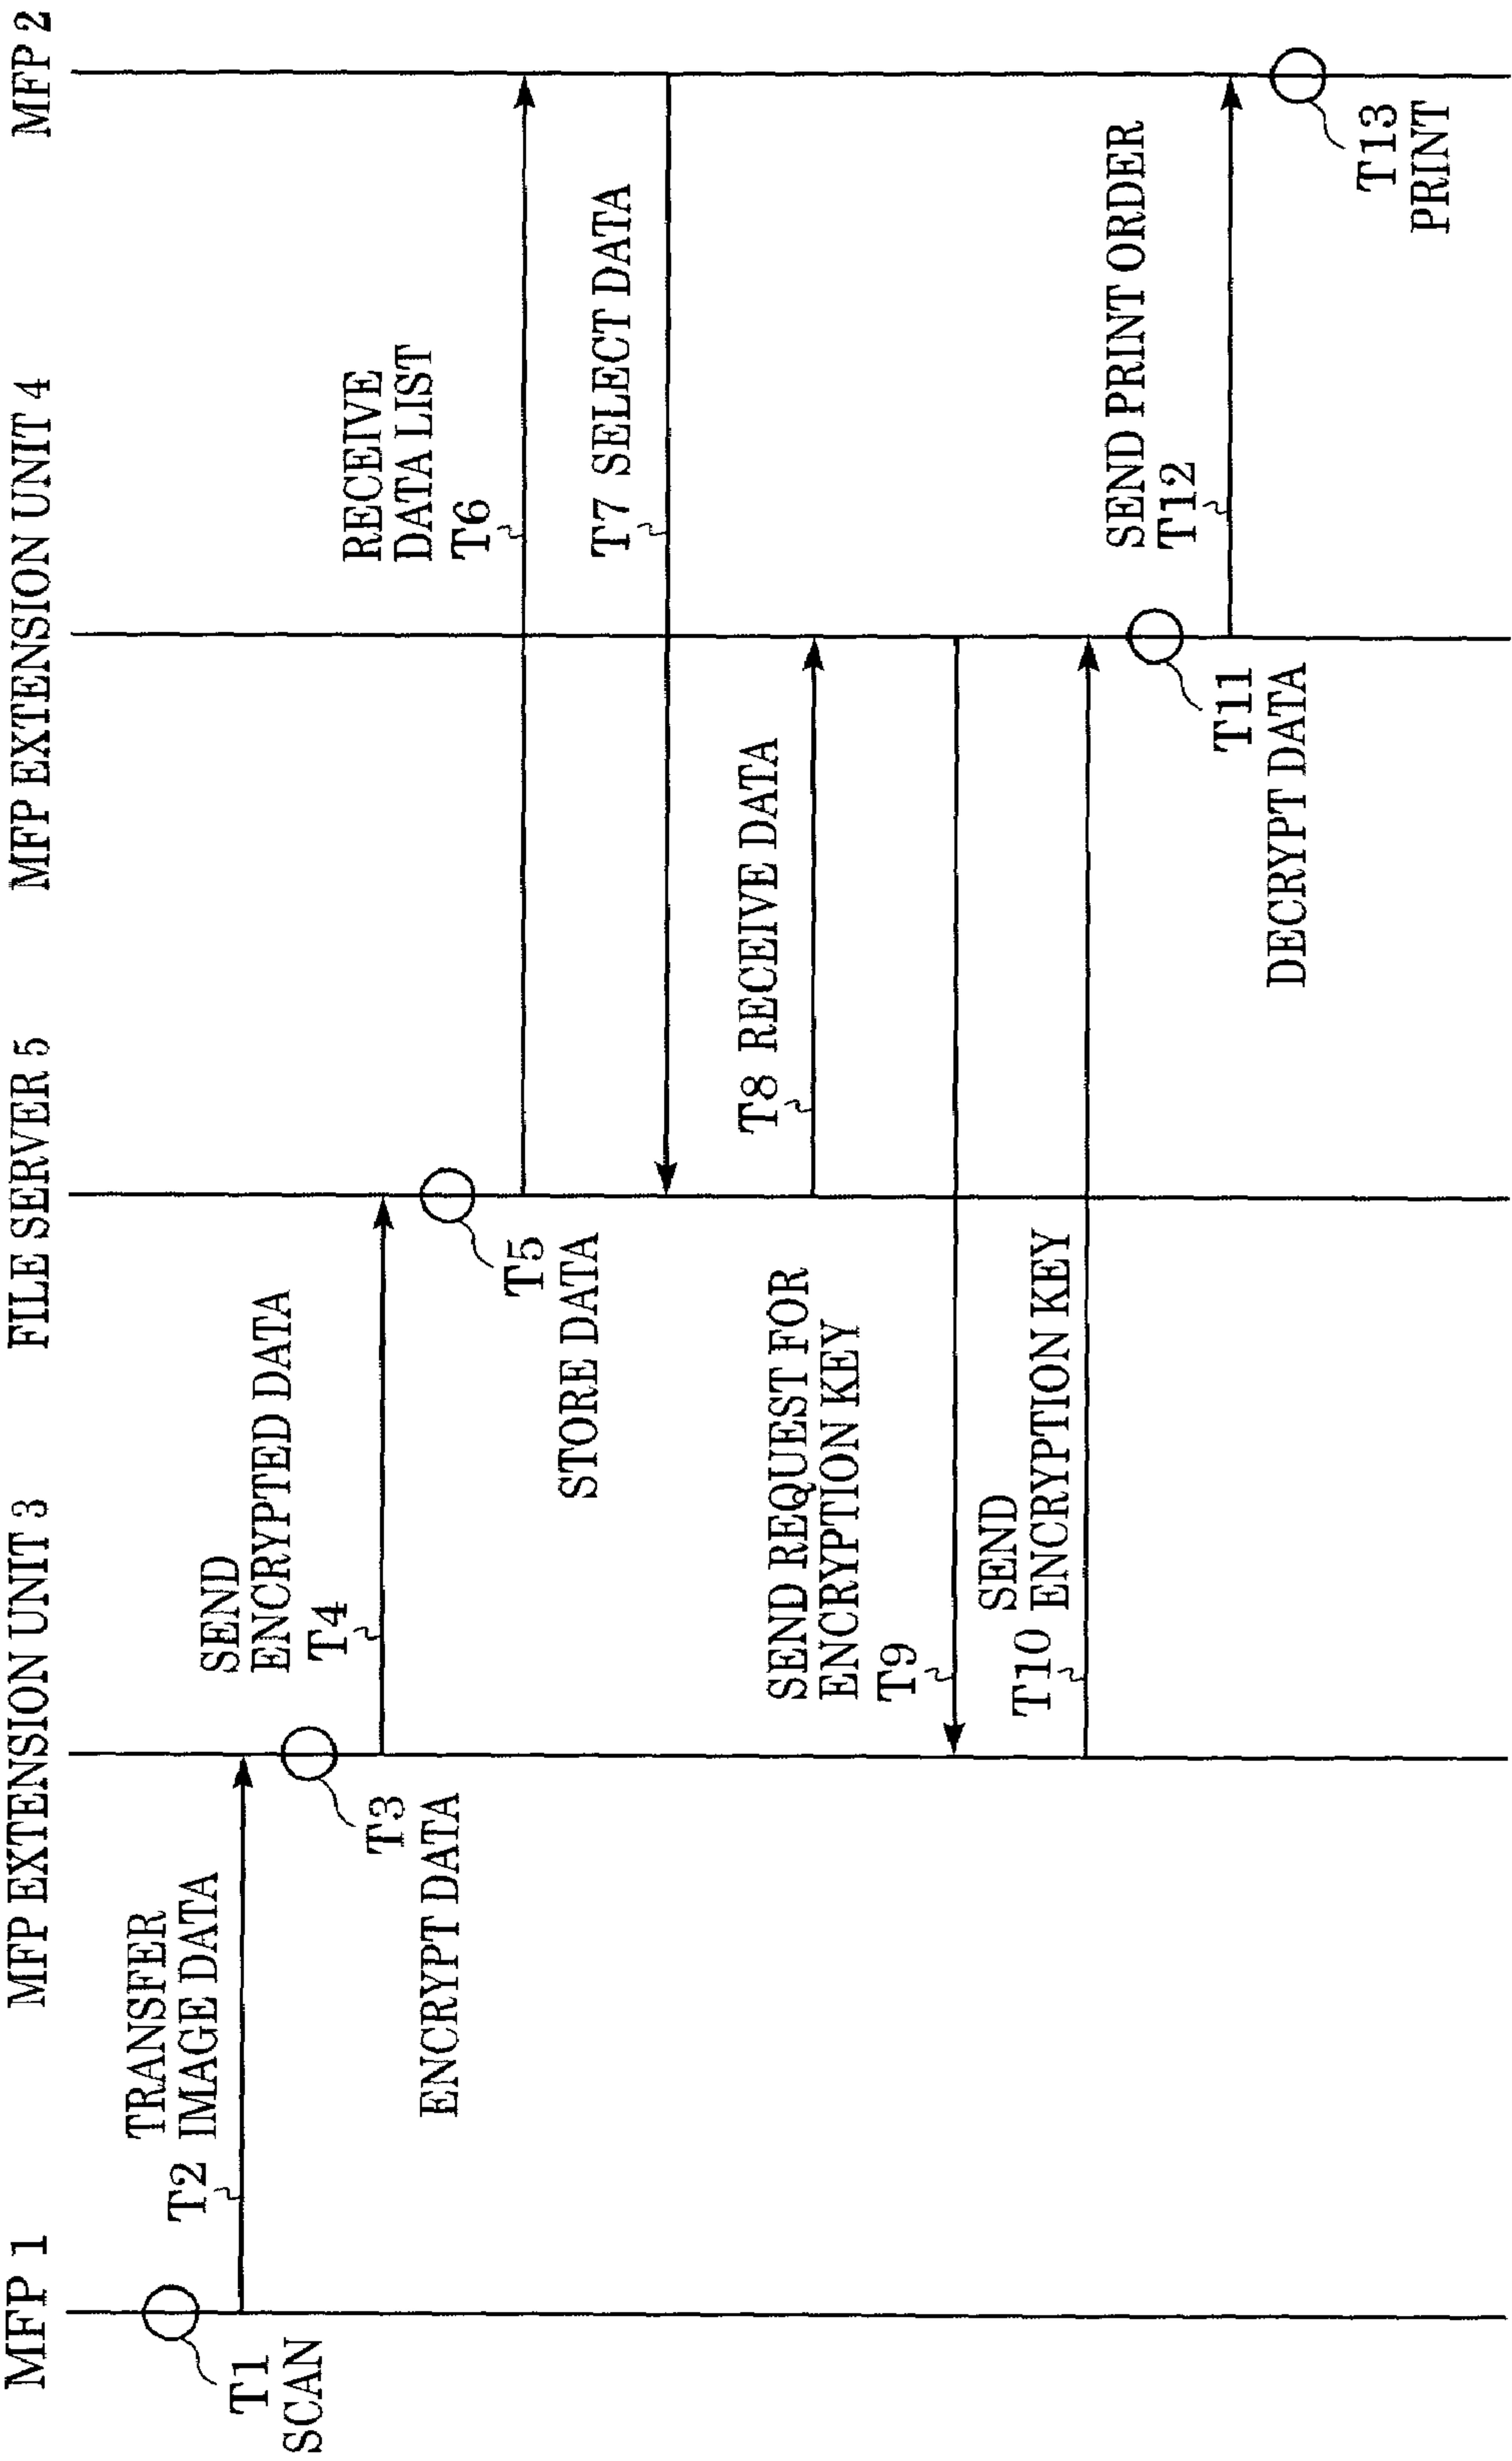 MFP 1
MFP EXTENSION UNIT 3
FILE SERVER 5
MFP EXTENSION UNIT 4
MFP 2
T1
SCAN
TRANSFER
T2 IMAGE DATA
T3
ENCRYPT DATA
SEND
ENCRYPTED DATA
T4
T5
STORE DATA
RECEIVE
DATA LIST
T6
T7 SELECT DATA
T8 RECEIVE DATA
SEND REQUEST FOR
ENCRYPTION KEY
T9
SEND
T10 ENCRYPTION KEY
T11
DECRYPT DATA
SEND PRINT ORDER
T12
T13
PRINT